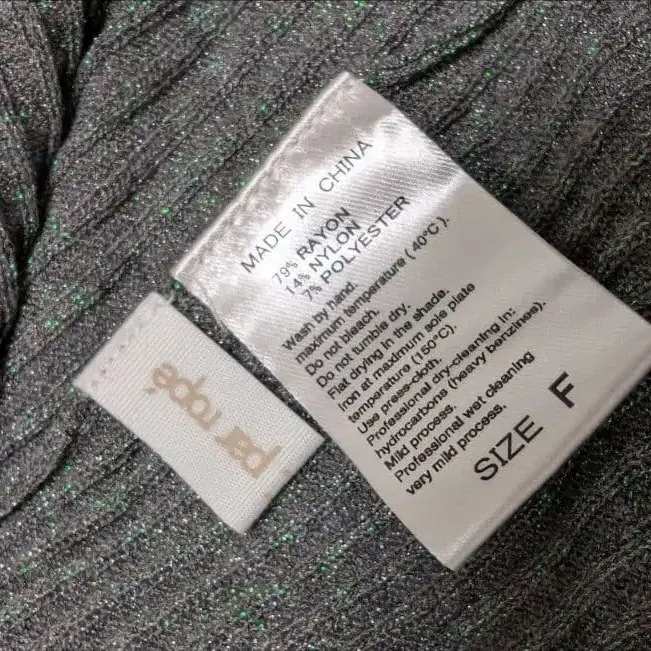 MADE IN CHINA
79% RAYON
14% NYLON
7% POLYESTER
Wash by hand.
maximum temperature ( 40°C ).
Do not bleach.
Do not tumble dry.
Flat drying in the shade.
Iron at maximum sole plate
temperature (150°C).
Use press-cloth.
Professional dry-cleaning in:
hydrocarbons (heavy benzines).
Mild process.
Professional wet cleaning
very mild process.
SIZE F
par ropé